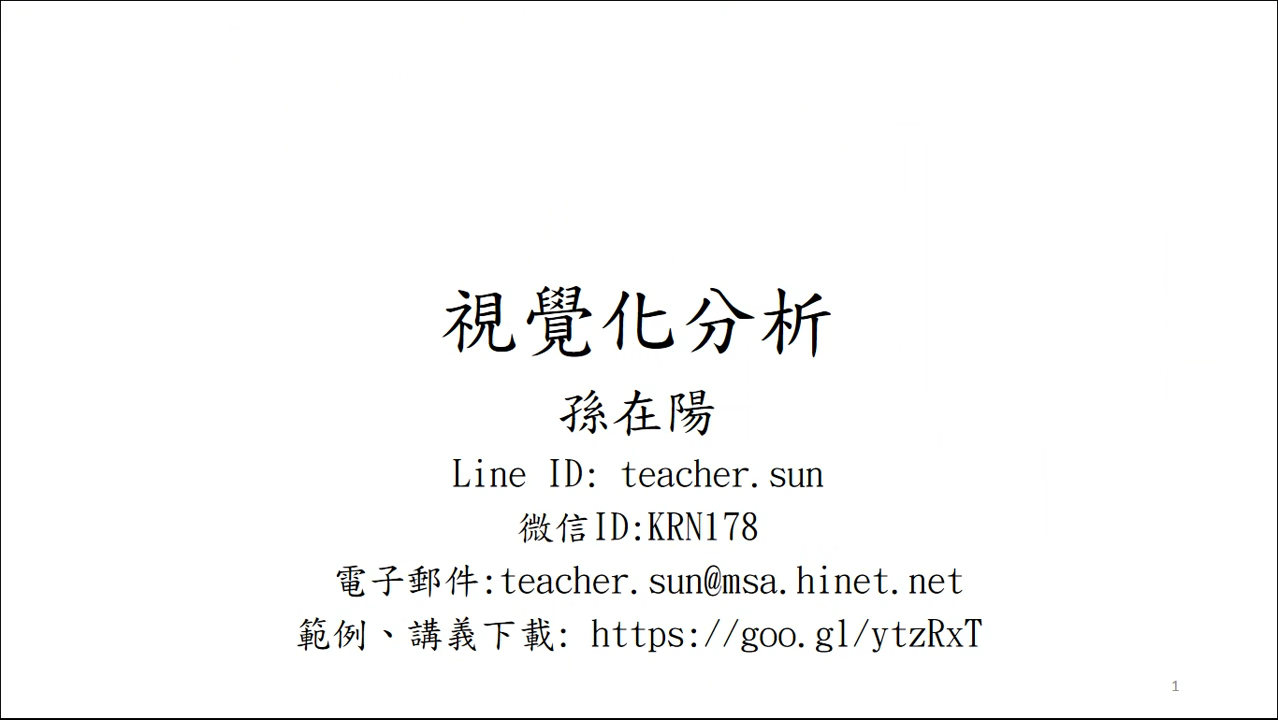 視覺化分析
孫在陽
Line ID: teacher.sun
微信ID:KRN178
電子郵件:teacher.sun@msa.hinet.net
範例、講義下載: https://goo.gl/ytzRxT
1